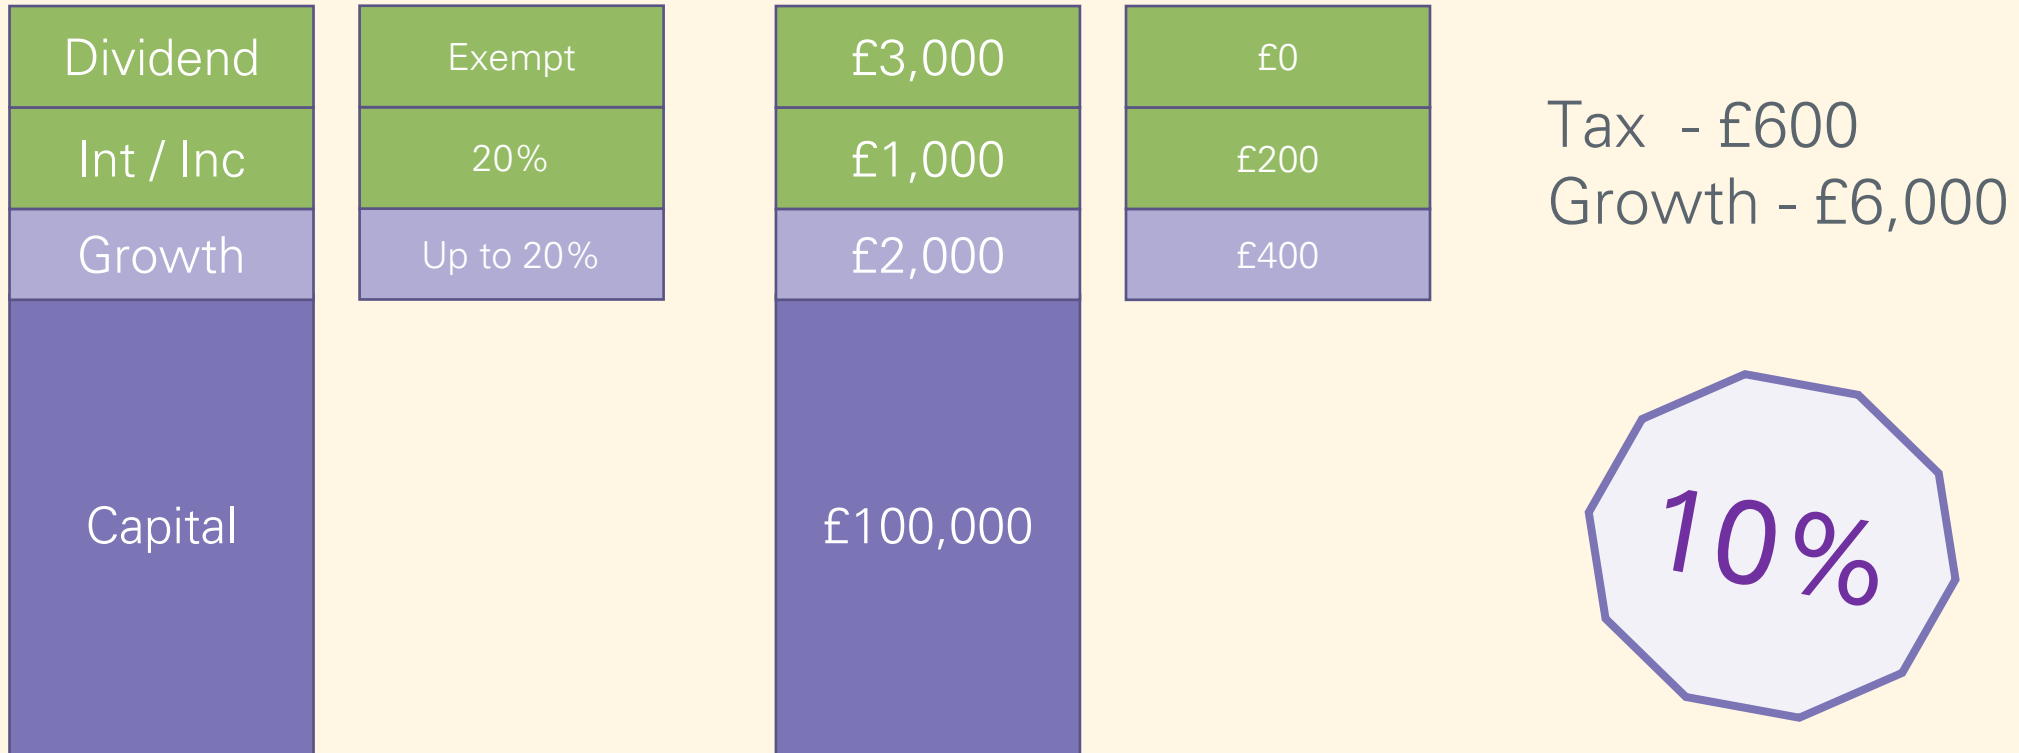 Dividend
Exempt
£3,000
£0
Int / Inc
20%
£1,000
£200
Growth
Up to 20%
£2,000
£400
Capital
£100,000
Tax - £600
Growth - £6,000
10%